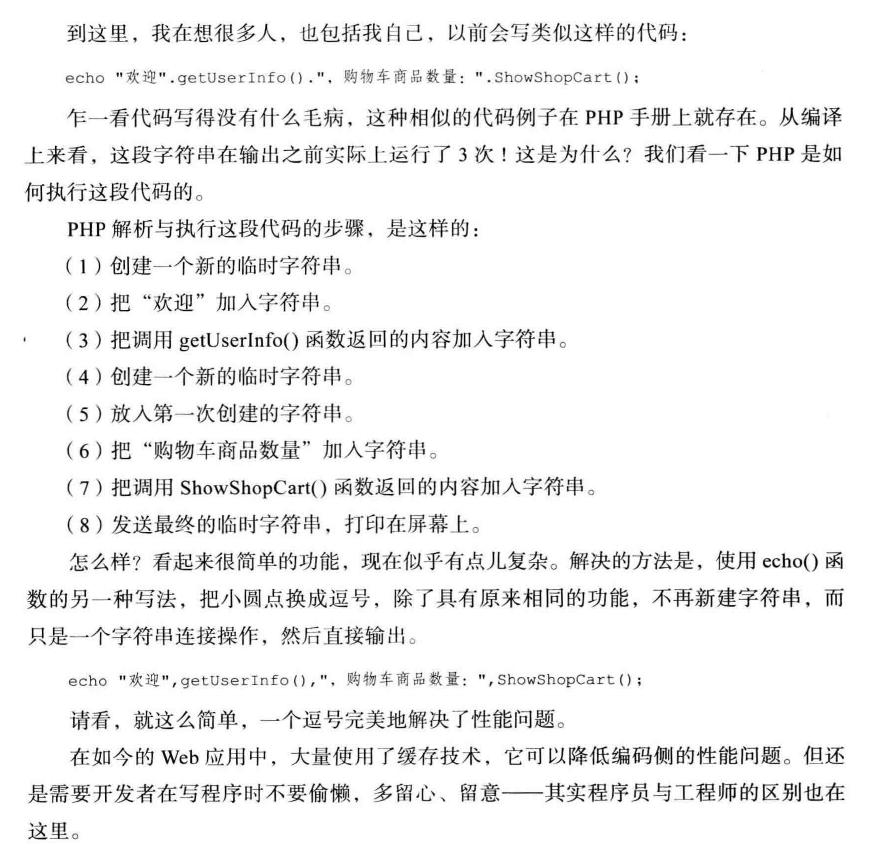 到这里，我在想很多人，也包括我自己，以前会写类似这样的代码：
echo "欢迎".getUserInfo().", 购物车商品数量: ".ShowShopCart();
乍一看代码写得没有什么毛病，这种相似的代码例子在 PHP 手册上就存在。从编译
上来看，这段字符串在输出之前实际上运行了 3 次！这是为什么？我们看一下 PHP 是如
何执行这段代码的。
PHP 解析与执行这段代码的步骤，是这样的：
（1）创建一个新的临时字符串。
（2）把“欢迎”加入字符串。
（3）把调用 getUserInfo() 函数返回的内容加入字符串。
（4）创建一个新的临时字符串。
（5）放入第一次创建的字符串。
（6）把“购物车商品数量”加入字符串。
（7）把调用 ShowShopCart() 函数返回的内容加入字符串。
（8）发送最终的临时字符串，打印在屏幕上。
怎么样？看起来很简单的功能，现在似乎有点儿复杂。解决的方法是，使用 echo() 函
数的另一种写法，把小圆点换成逗号，除了具有原来相同的功能，不再新建字符串，而
只是一个字符串连接操作，然后直接输出。
echo "欢迎",getUserInfo(),", 购物车商品数量: ",ShowShopCart();
请看，就这么简单，一个逗号完美地解决了性能问题。
在如今的 Web 应用中，大量使用了缓存技术，它可以降低编码侧的性能问题。但还
是需要开发者在写程序时不要偷懒，多留心、留意——其实程序员与工程师的区别也在
这里。